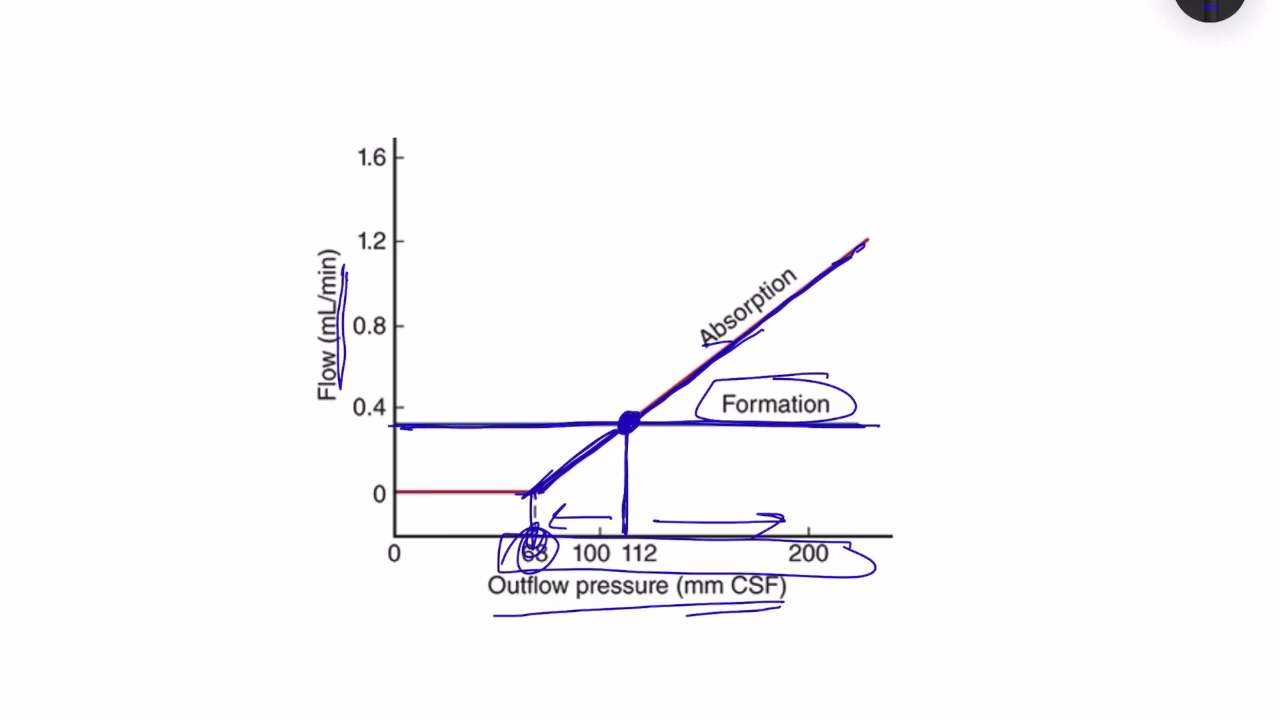 1.6
1.2
0.8
0.4
0
Flow (mL/min)
Absorption
Formation
0 68 100 112 200
Outflow pressure (mm CSF)